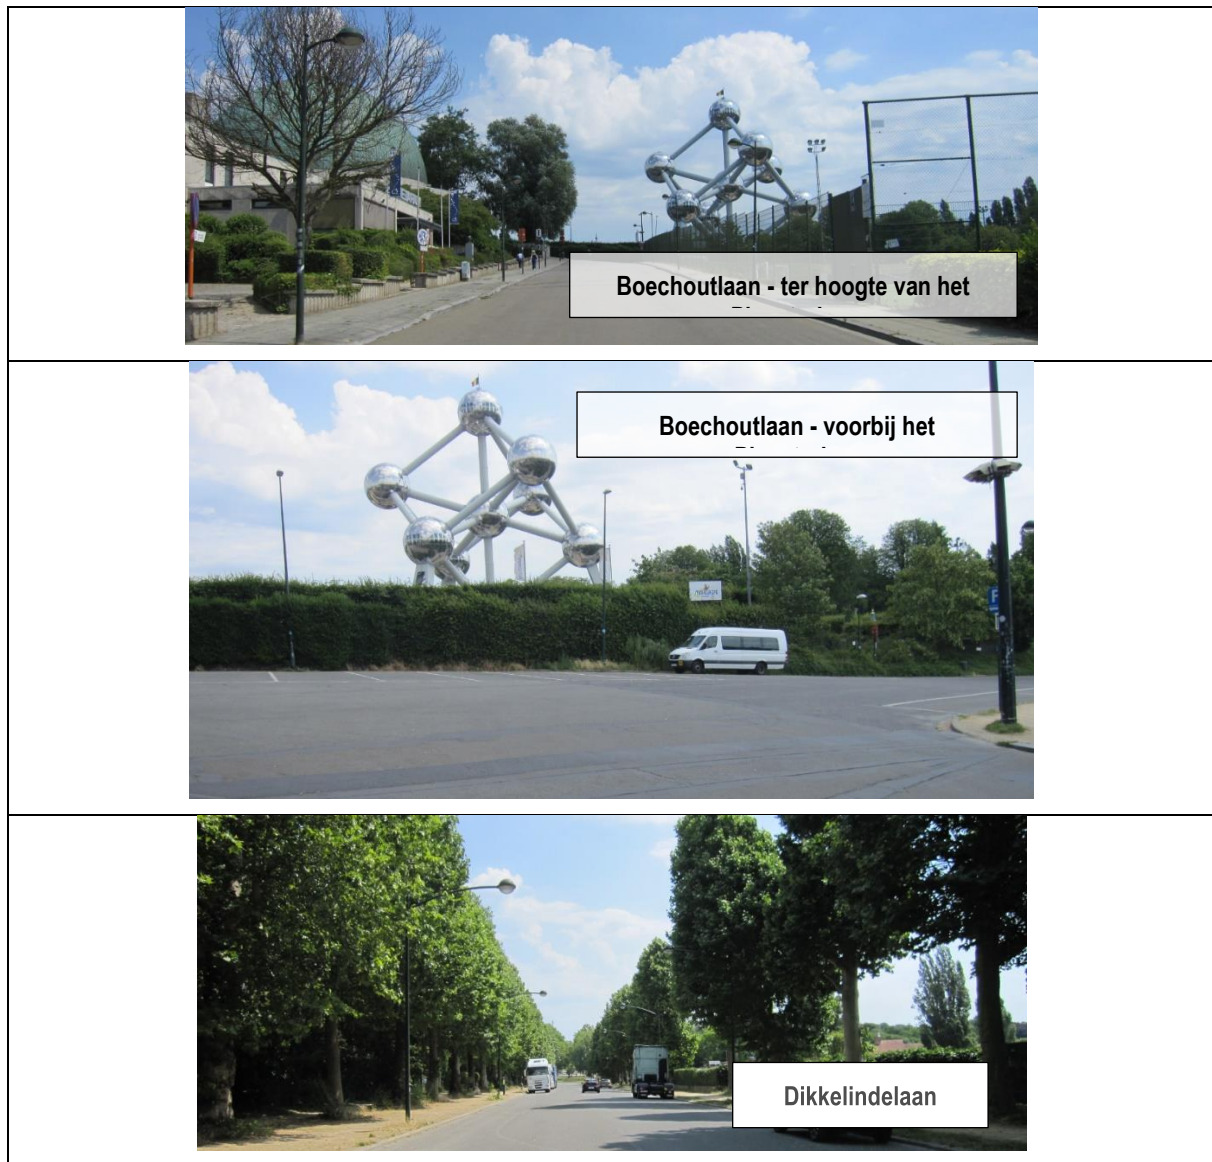 Boechoutlaan - ter hoogte van het
Boechoutlaan - voorbij het
Dikkelindelaan